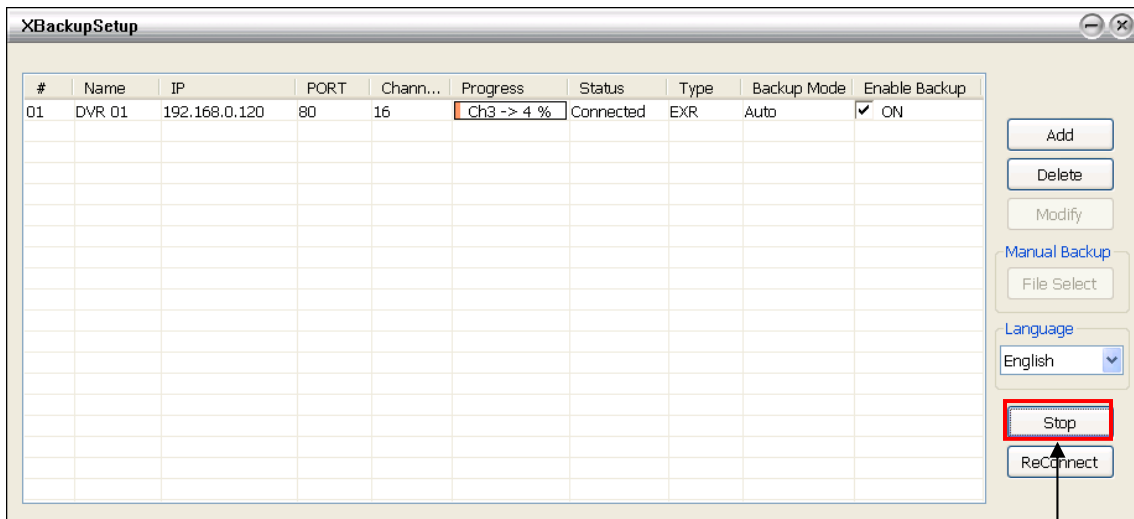 XBackupSetup
# Name IP PORT Chann... Progress Status Type Backup Mode Enable Backup
01 DVR 01 192.168.0.120 80 16 Ch3 -> 4 % Connected EXR Auto ON
Add
Delete
Modify
Manual Backup
File Select
Language
English
Stop
ReConnect